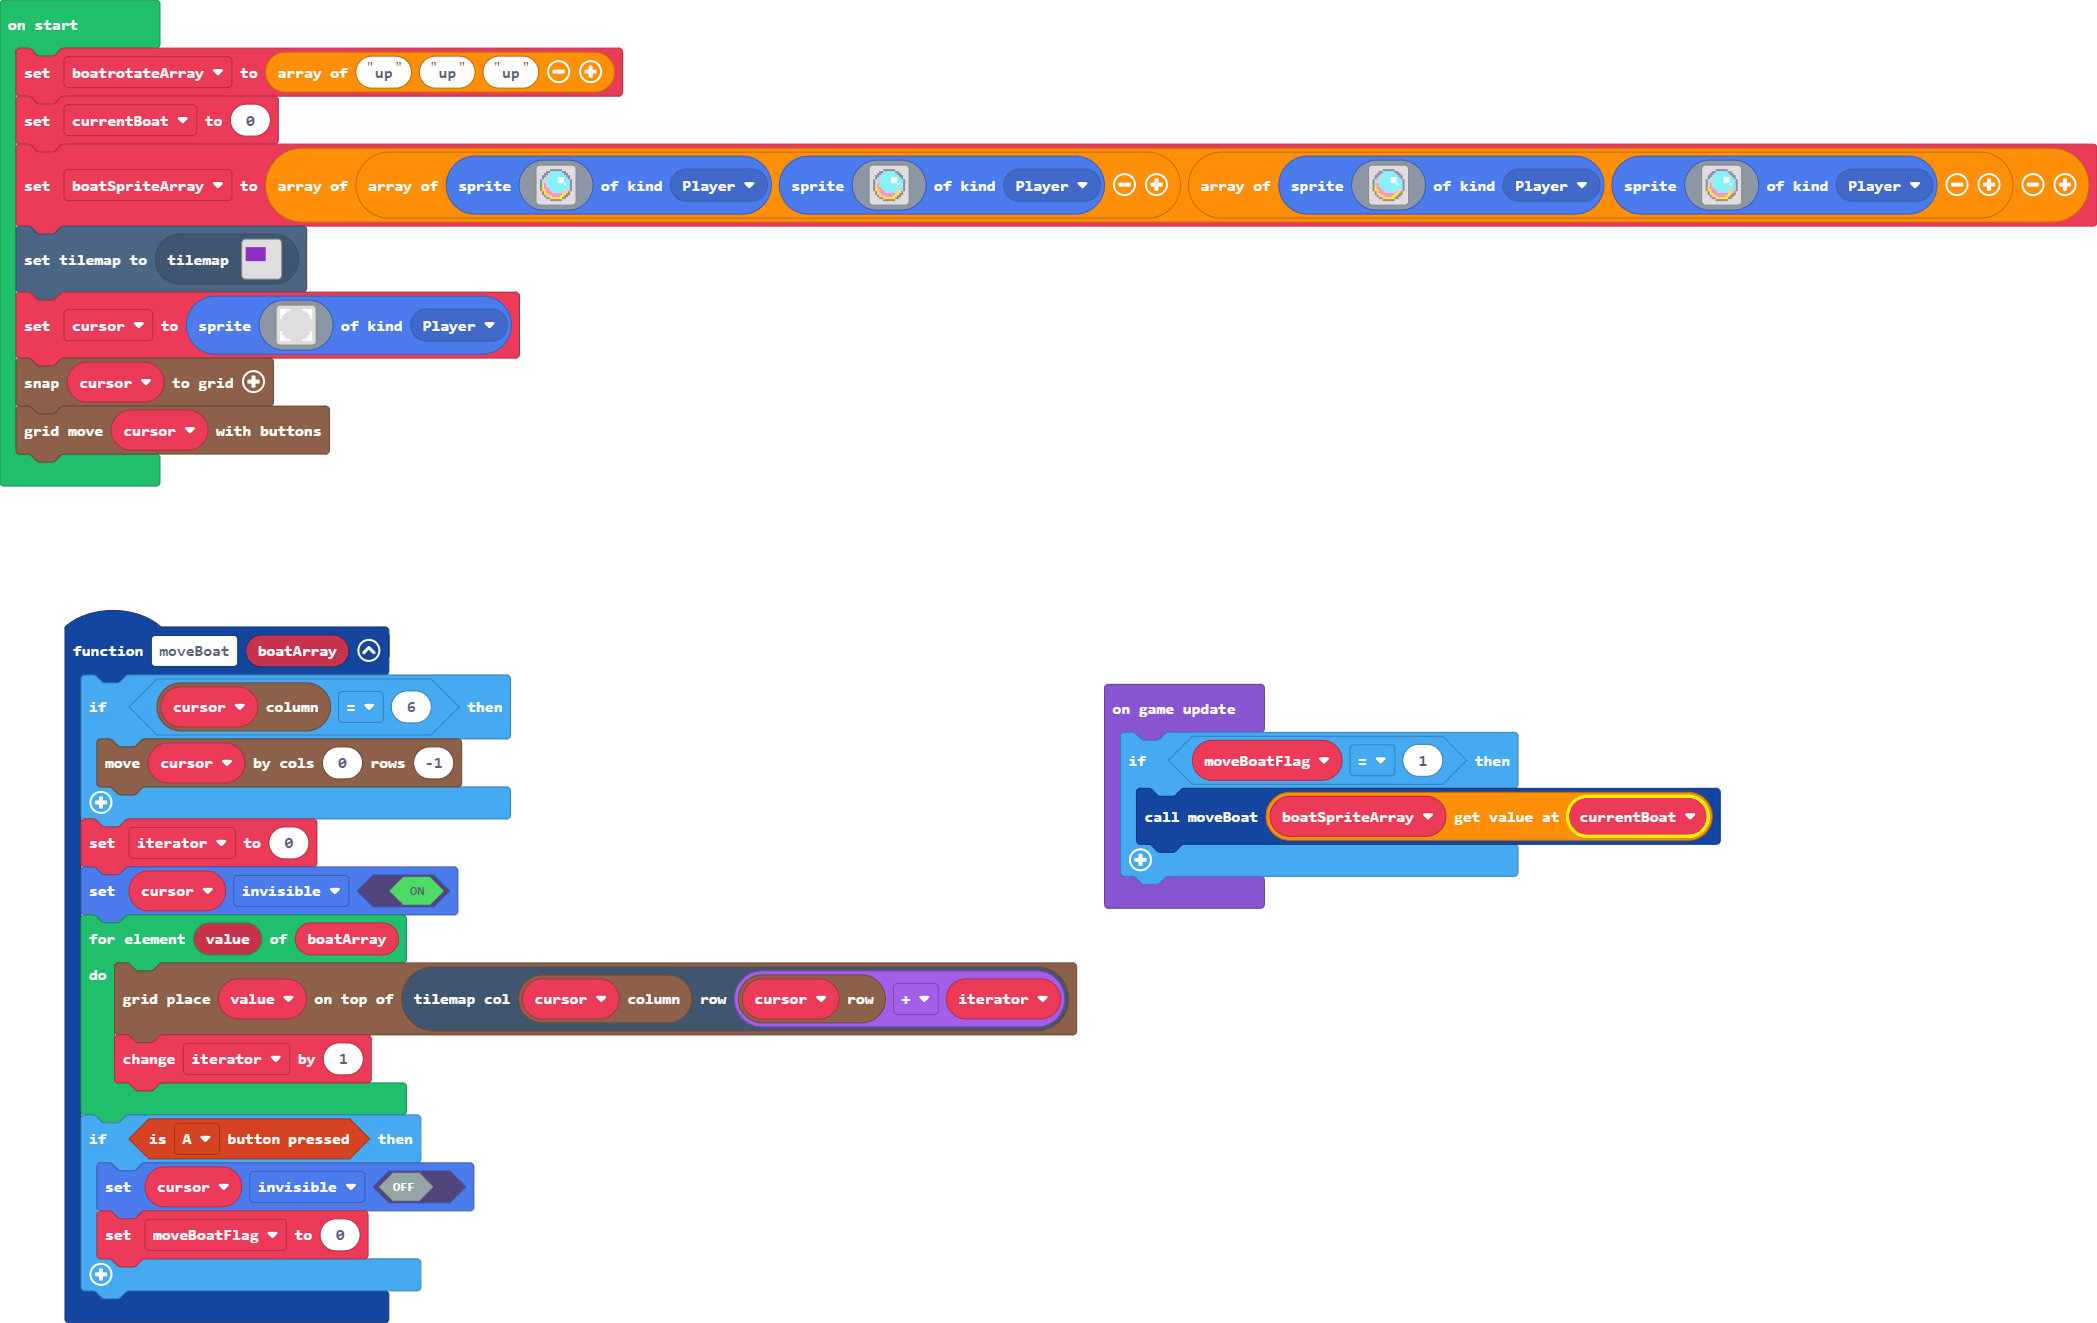 on start
set boatrotateArray to array of "up" "up" "up"
set currentBoat to 0
set boatSpriteArray to array of array of sprite of kind Player sprite of kind Player array of sprite of kind Player sprite of kind Player
set tilemap to tilemap
set cursor to sprite of kind Player
snap cursor to grid
grid move cursor with buttons
function moveBoat boatArray
if cursor column = 6 then
move cursor by cols 0 rows -1
set iterator to 0
set cursor invisible ON
for element value of boatArray
do
grid place value on top of tilemap col cursor column row cursor row + iterator
change iterator by 1
if is A button pressed then
set cursor invisible OFF
set moveBoatFlag to 0
on game update
if moveBoatFlag = 1 then
call moveBoat boatSpriteArray get value at currentBoat